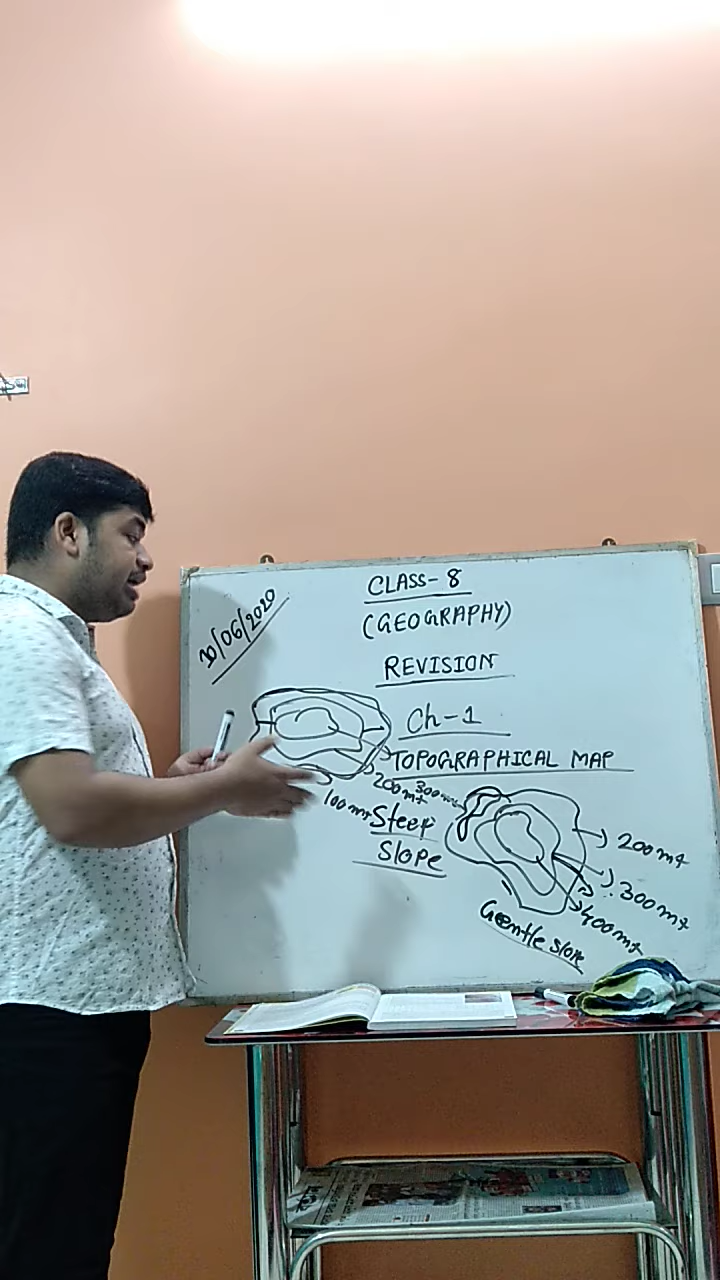 10/06/2020
CLASS- 8
(GEOGRAPHY)
REVISION
Ch-1
TOPOGRAPHICAL MAP
100mt
200mt
300mt
Steep
Slope
200mt
300mt
400mt
Gentle slope